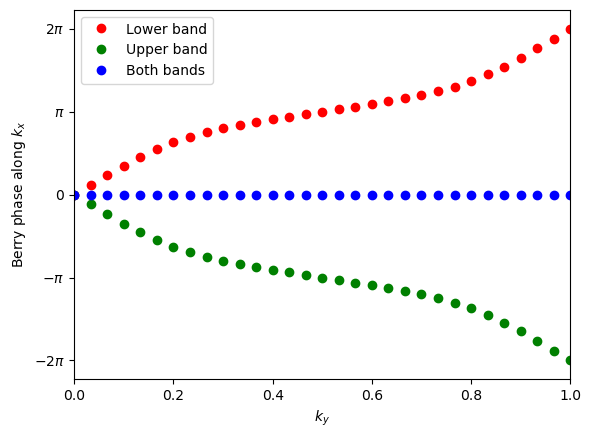 2π
π
0
−π
−2π
Berry phase along kₓ
Lower band
Upper band
Both bands
0.0
0.2
0.4
0.6
0.8
1.0
k_y